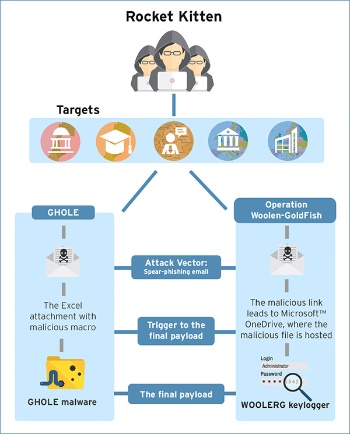 Rocket Kitten
Targets
GHOLE
Operation
Woolen-GoldFish
Attack Vector:
Spear-phishing email
The Excel
attachment with
malicious macro
Trigger to the
final payload
The malicious link
leads to Microsoft™
OneDrive, where the
malicious file is hosted
Login
Administrator
Password
GHOLE malware
The final payload
WOOLERG keylogger